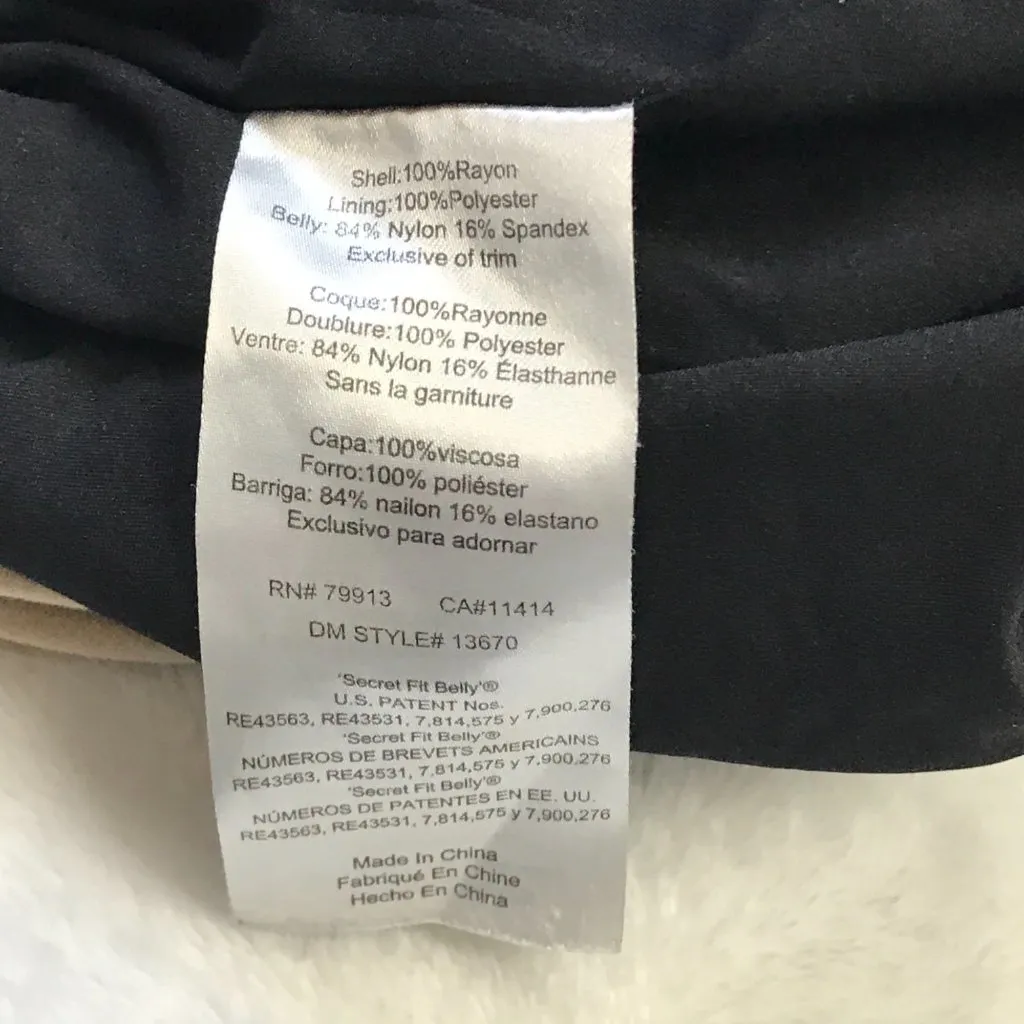 Shell:100%Rayon
Lining:100%Polyester
Belly: 84% Nylon 16% Spandex
Exclusive of trim
Coque:100%Rayonne
Doublure:100% Polyester
Ventre: 84% Nylon 16% Élasthanne
Sans la garniture
Capa:100%viscosa
Forro:100% poliéster
Barriga: 84% nailon 16% elastano
Exclusivo para adornar
RN# 79913 CA#11414
DM STYLE# 13670
'Secret Fit Belly'®
U.S. PATENT Nos.
RE43563, RE43531, 7,814,575 y 7,900,276
'Secret Fit Belly'®
NÚMEROS DE BREVETS AMERICAINS
RE43563, RE43531, 7,814,575 y 7,900,276
'Secret Fit Belly'®
NÚMEROS DE PATENTES EN EE. UU.
RE43563, RE43531, 7,814,575 y 7,900,276
Made In China
Fabriqué En Chine
Hecho En China